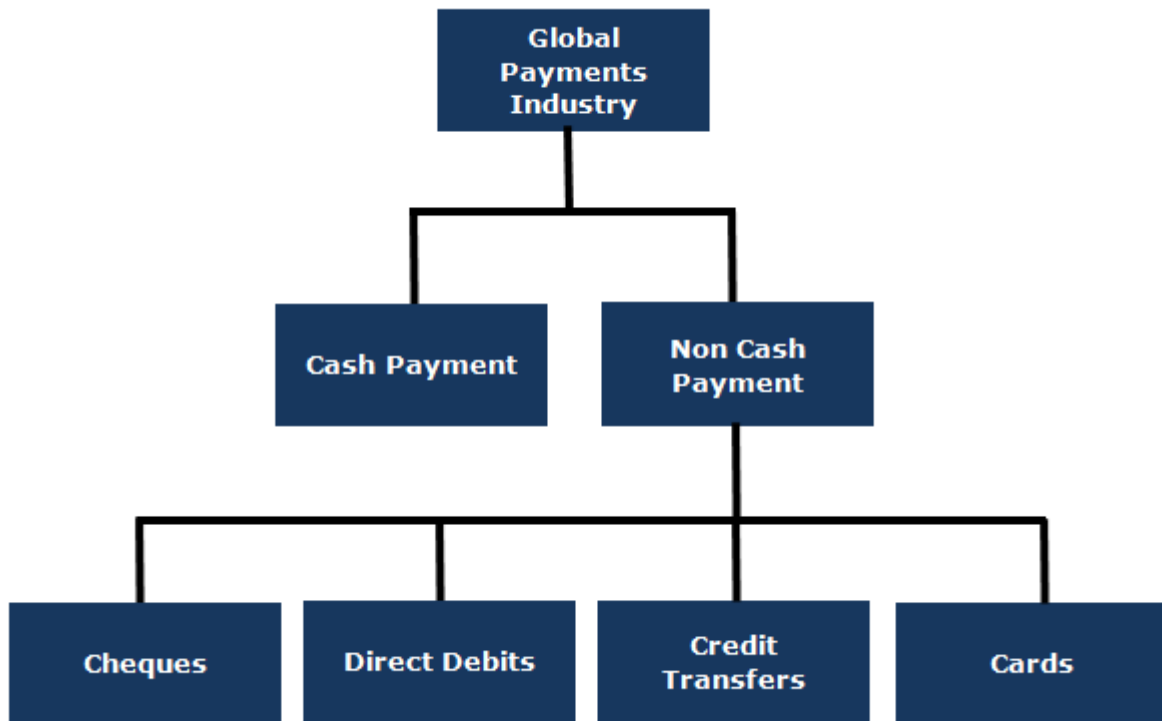 Global
Payments
Industry
Cash Payment
Non Cash
Payment
Cheques
Direct Debits
Credit
Transfers
Cards